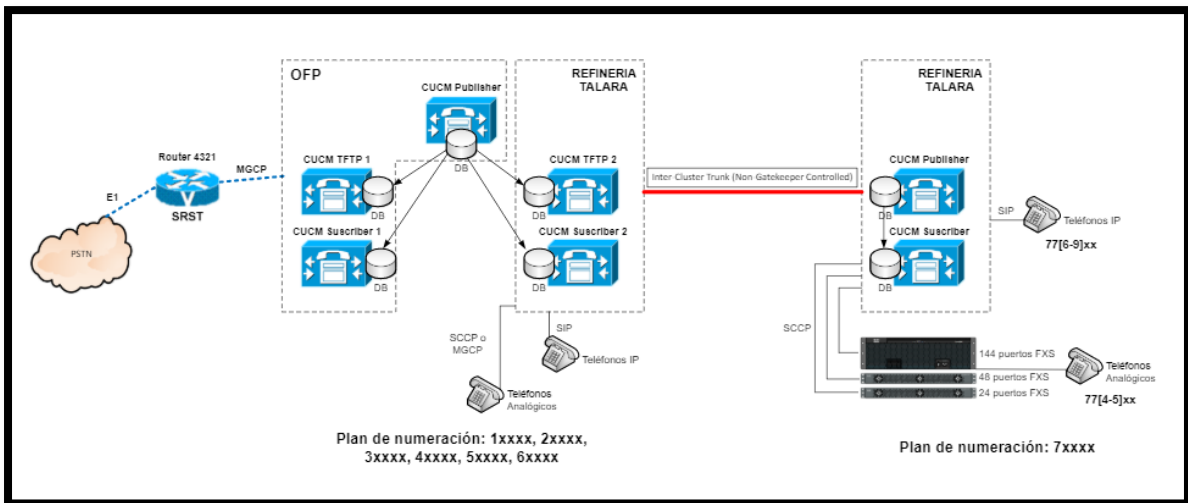 OFP
REFINERIA
TALARA
REFINERIA
TALARA
CUCM Publisher
DB
Router 4321
MGCP
E1
SRST
PSTN
CUCM TFTP 1
DB
CUCM Suscriber 1
DB
CUCM TFTP 2
DB
CUCM Suscriber 2
DB
Inter Cluster Trunk (Non-Gatekeeper Controlled)
CUCM Publisher
DB
CUCM Suscriber
DB
SIP
Teléfonos IP
77[6-9]xx
SCCP o
MGCP
SIP
Teléfonos IP
Teléfonos
Analógicos
SCCP
144 puertos FXS
48 puertos FXS
24 puertos FXS
Teléfonos
Analógicos
77[4-5]xx
Plan de numeración: 1xxxx, 2xxxx,
3xxxx, 4xxxx, 5xxxx, 6xxxx
Plan de numeración: 7xxxx